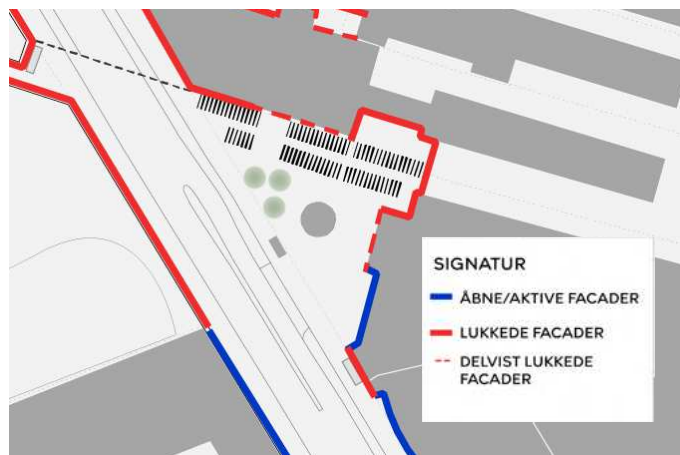 SIGNATUR
ÅBNE/AKTIVE FACADER
LUKKEDE FACADER
DELVIST LUKKEDE
FACADER